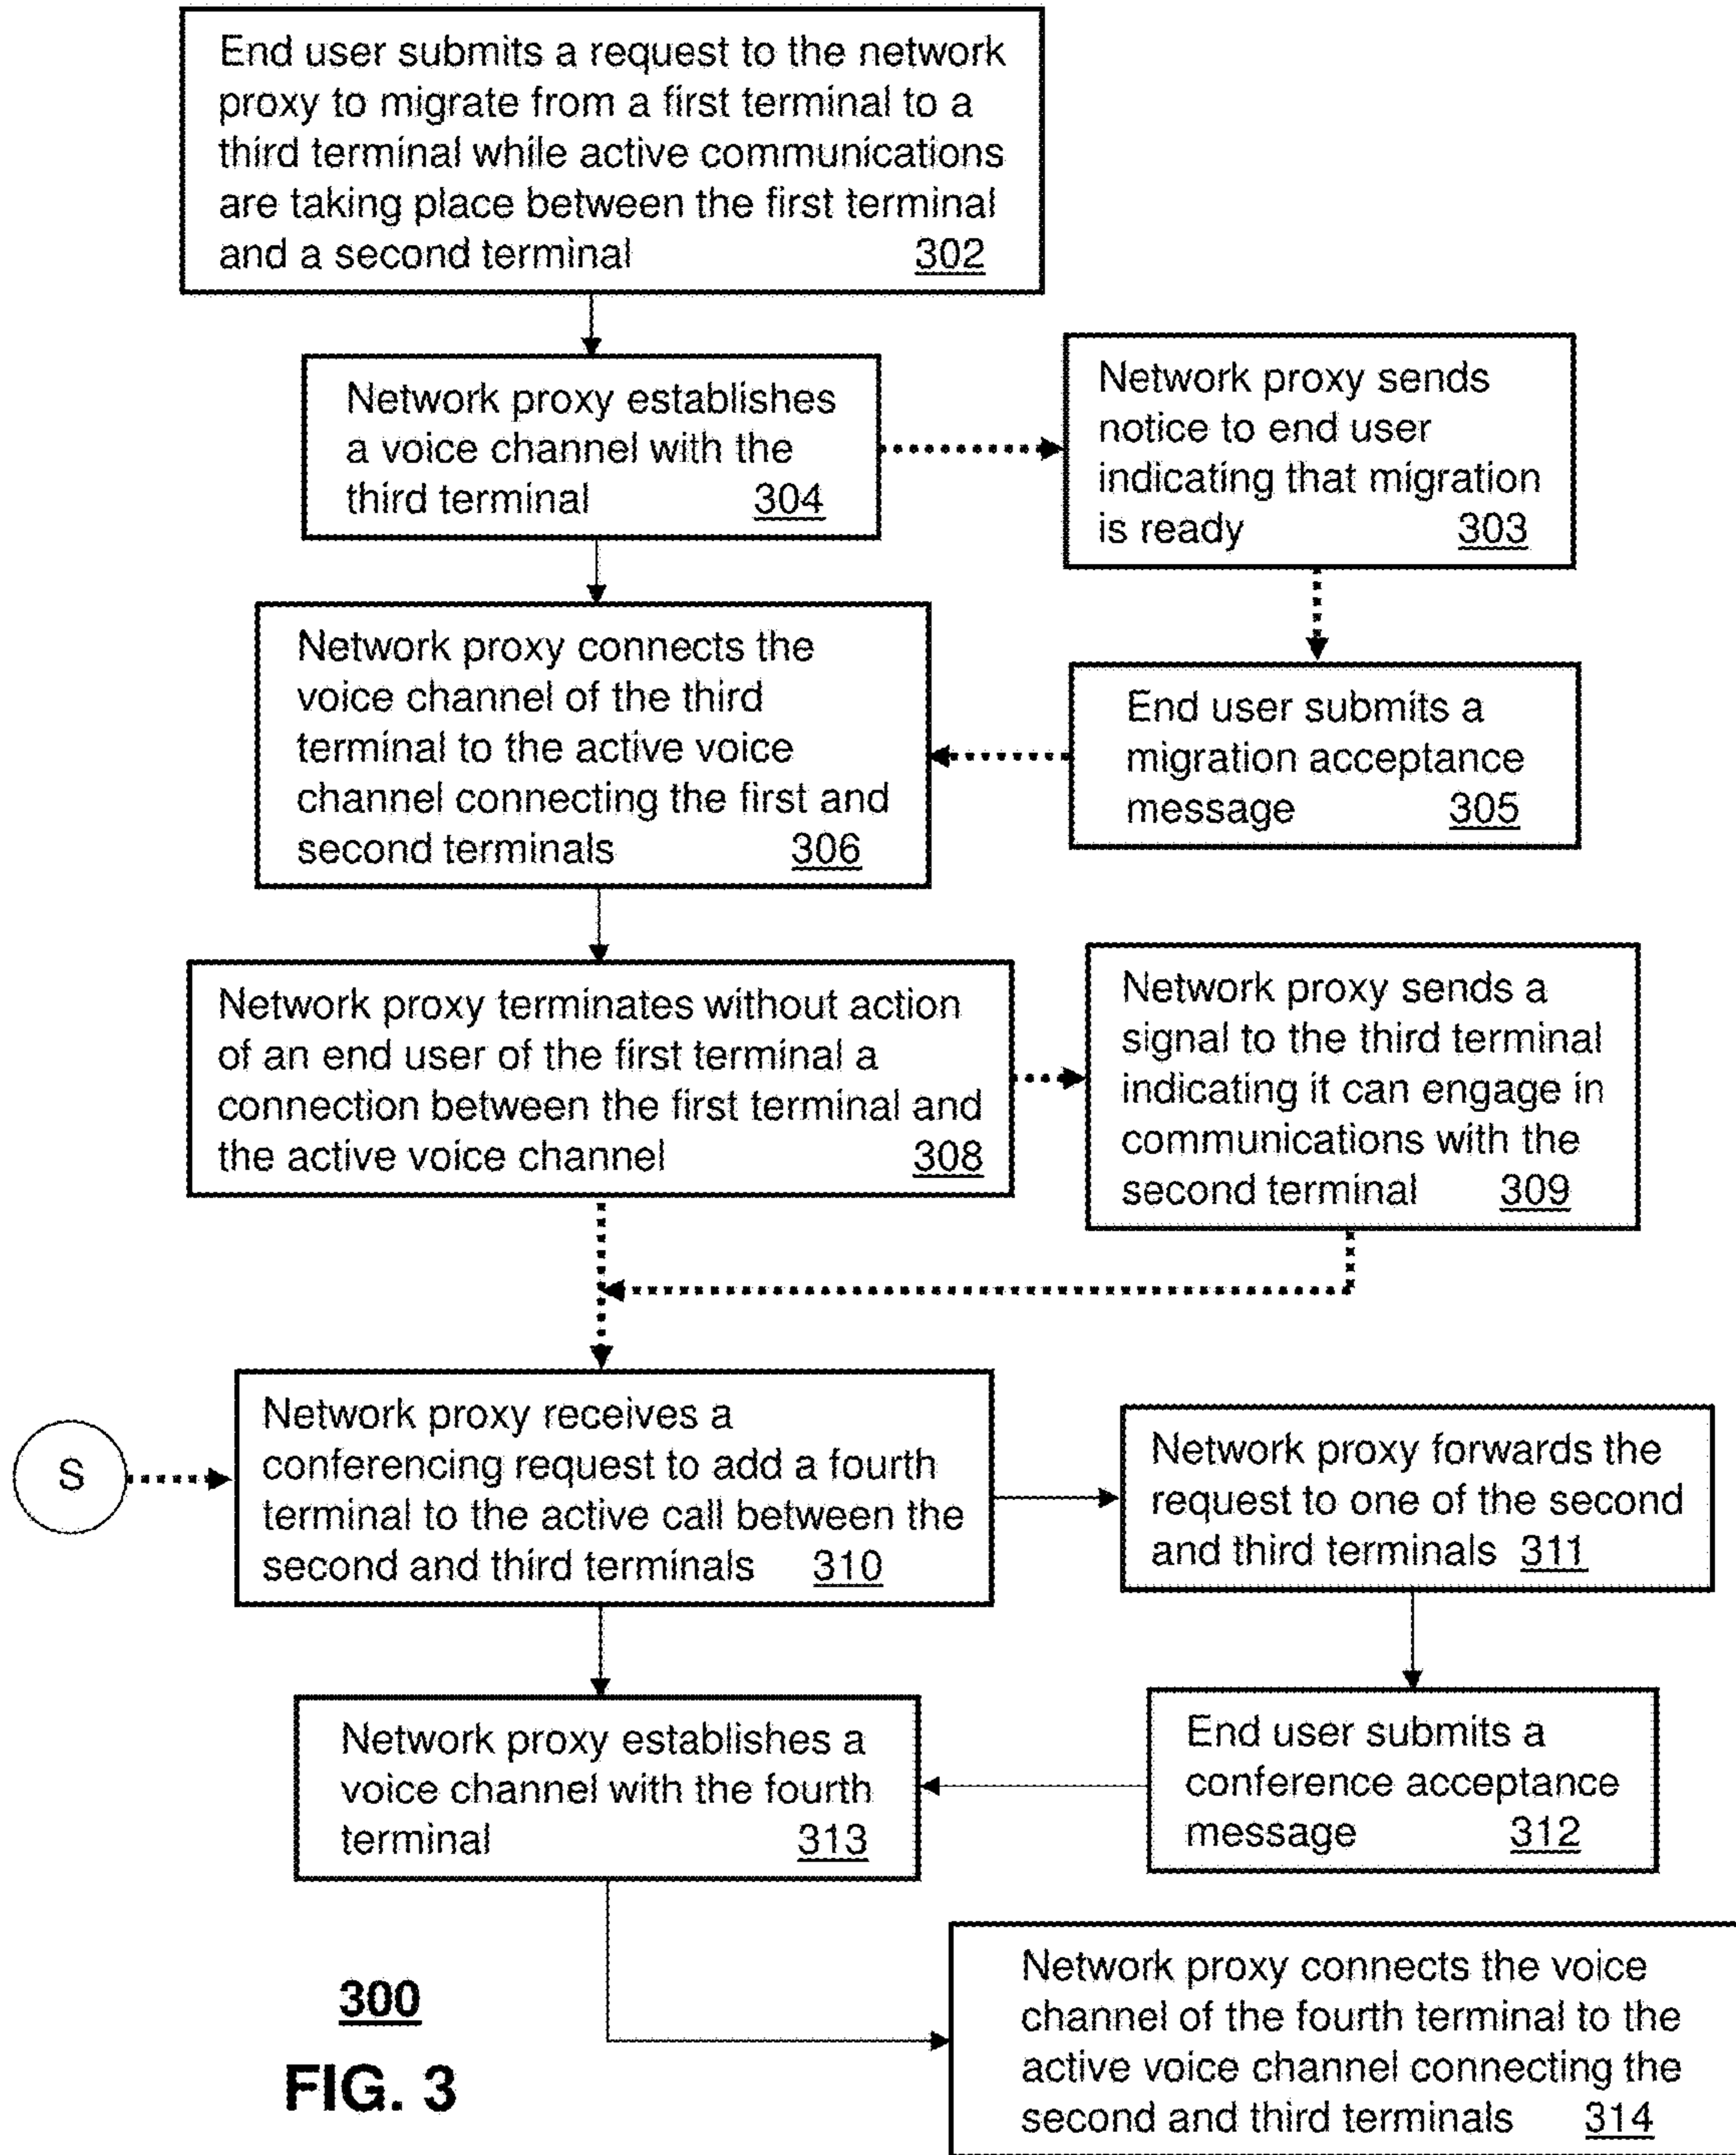 End user submits a request to the network
proxy to migrate from a first terminal to a
third terminal while active communications
are taking place between the first terminal
and a second terminal 302
Network proxy establishes
a voice channel with the
third terminal 304
Network proxy sends
notice to end user
indicating that migration
is ready 303
Network proxy connects the
voice channel of the third
terminal to the active voice
channel connecting the first and
second terminals 306
End user submits a
migration acceptance
message 305
Network proxy terminates without action
of an end user of the first terminal a
connection between the first terminal and
the active voice channel 308
Network proxy sends a
signal to the third terminal
indicating it can engage in
communications with the
second terminal 309
S
Network proxy receives a
conferencing request to add a fourth
terminal to the active call between the
second and third terminals 310
Network proxy forwards the
request to one of the second
and third terminals 311
Network proxy establishes a
voice channel with the fourth
terminal 313
End user submits a
conference acceptance
message 312
Network proxy connects the voice
channel of the fourth terminal to the
active voice channel connecting the
second and third terminals 314
300
FIG. 3